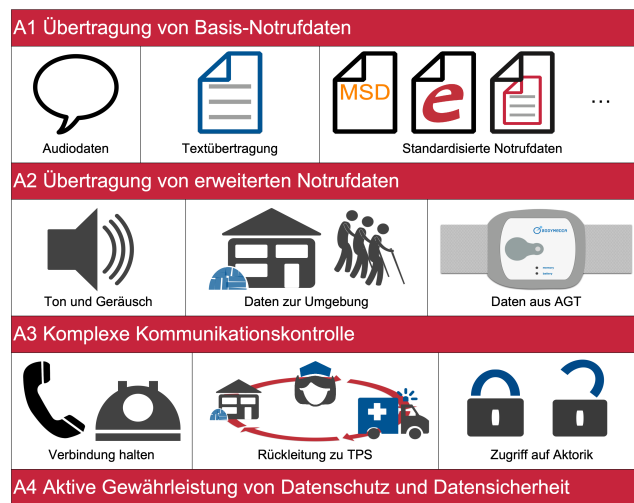 A1 Übertragung von Basis-Notrufdaten
MSD
e
...
Audiodaten
Textübertragung
Standardisierte Notrufdaten
A2 Übertragung von erweiterten Notrufdaten
BODYMEDIA
Ton und Geräusch
Daten zur Umgebung
Daten aus AGT
A3 Komplexe Kommunikationskontrolle
Verbindung halten
Rückleitung zu TPS
Zugriff auf Aktorik
A4 Aktive Gewährleistung von Datenschutz und Datensicherheit